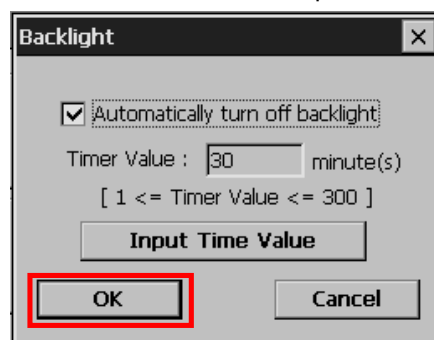 Backlight
Automatically turn off backlight
Timer Value : 30 minute(s)
[ 1 <= Timer Value <= 300 ]
Input Time Value
OK Cancel